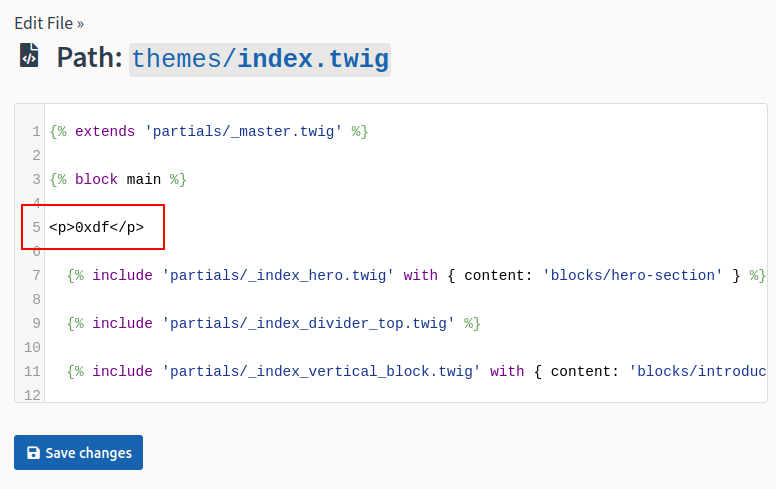 Edit File »
Path: themes/index.twig
1 {% extends 'partials/_master.twig' %}
2
3 {% block main %}
4
5 <p>0xdf</p>
6
7 {% include 'partials/_index_hero.twig' with { content: 'blocks/hero-section' } %}
8
9 {% include 'partials/_index_divider_top.twig' %}
10
11 {% include 'partials/_index_vertical_block.twig' with { content: 'blocks/introduc
12
Save changes